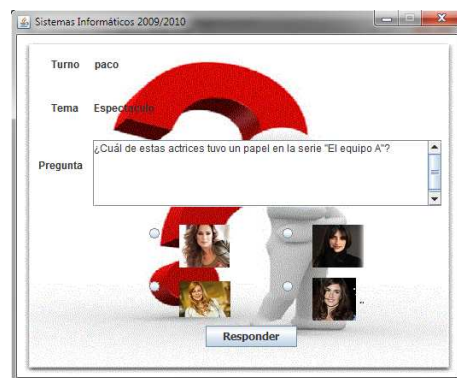 Sistemas Informáticos 2009/2010
Turno paco
Tema Espectaculo
Pregunta
¿Cuál de estas actrices tuvo un papel en la serie "El equipo A"?
..
Responder